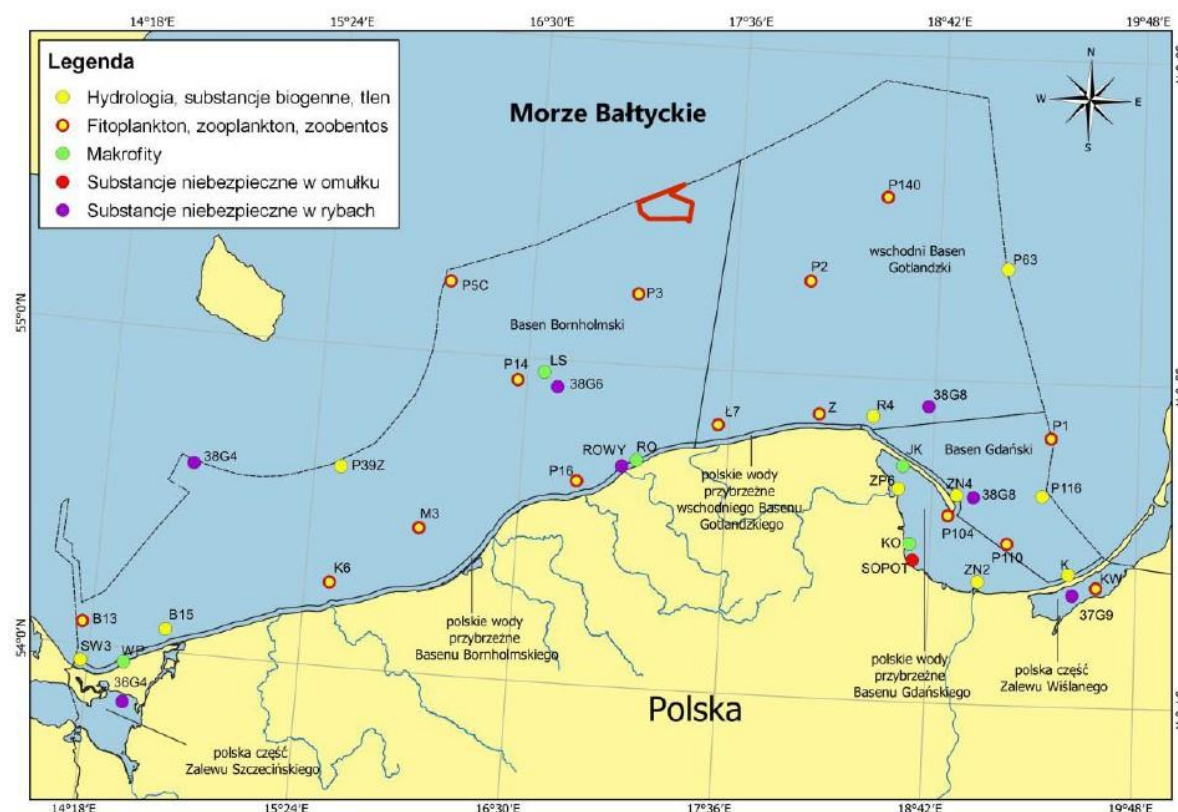 14°18'E 15°24'E 16°30'E 17°36'E 18°42'E 19°48'E
Legenda
Hydrologia, substancje biogenne, tlen
Fitoplankton, zooplankton, zoobentos
Makrofity
Substancje niebezpieczne w omułku
Substancje niebezpieczne w rybach
Morze Bałtyckie
N
W E
S
P140
wschodni Basen
Gotlandzki
P63
P2
P5C
P3
55°0'N
Basen Bornholmski
P14
LS
38G6
38G8
Ł7
Z
R4
P1
Basen Gdański
38G4
P39Z
ROWY
RO
P16
JK
polskie wody
przybrzeżne
wschodniego Basenu
Gotlandzkiego
ZP6
ZN4
38G8
P116
M3
P104
KO
P110
SOPOT
K6
ZN2
K
KW
37G9
B13
B15
polskie wody
przybrzeżne
Basenu Bornholmskiego
54°0'N
SW3
WP
36G4
polskie wody
przybrzeżne
Basenu Gdańskiego
polska część
Zalewu Wiślanego
Polska
polska część
Zalewu Szczecińskiego
14°18'E 15°24'E 16°30'E 17°36'E 18°42'E 19°48'E